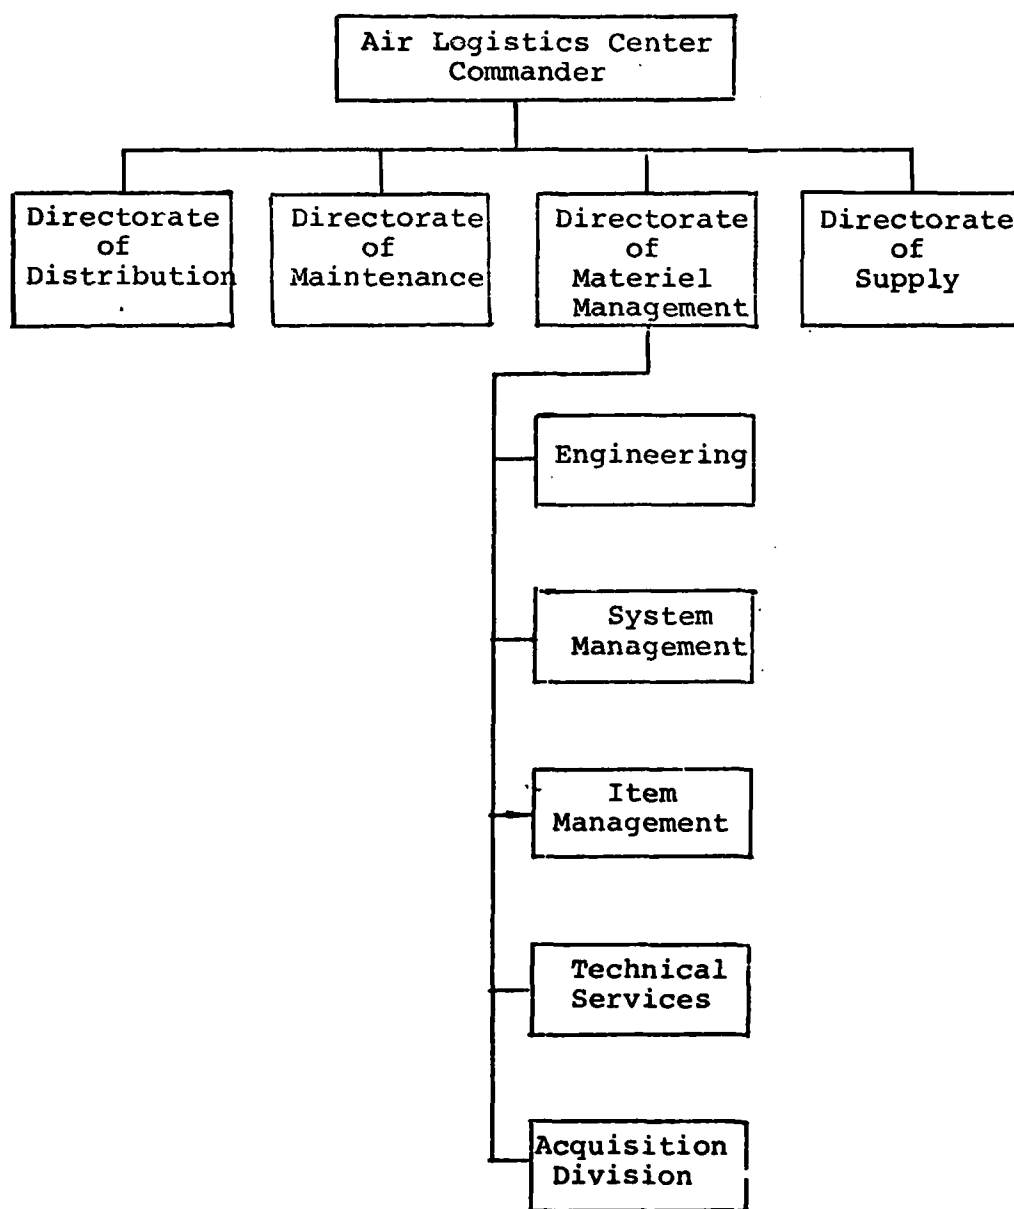 Air Logistics Center
Commander
Directorate
of
Distribution
Directorate
of
Maintenance
Directorate
of
Materiel
Management
Directorate
of
Supply
Engineering
System
Management
Item
Management
Technical
Services
Acquisition
Division